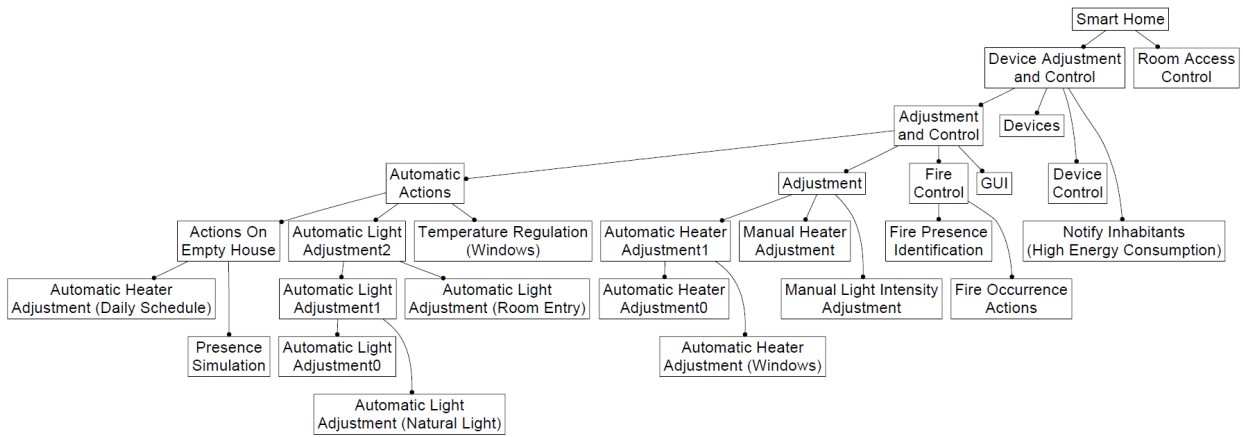 Smart Home
Device Adjustment
and Control
Room Access
Control
Adjustment
and Control
Devices
Automatic
Actions
Adjustment
Fire
Control
GUI
Device
Control
Actions On
Empty House
Automatic Light
Adjustment2
Temperature Regulation
(Windows)
Automatic Heater
Adjustment1
Manual Heater
Adjustment
Fire Presence
Identification
Notify Inhabitants
(High Energy Consumption)
Automatic Heater
Adjustment (Daily Schedule)
Automatic Light
Adjustment1
Automatic Light
Adjustment (Room Entry)
Automatic Heater
Adjustment0
Manual Light Intensity
Adjustment
Fire Occurrence
Actions
Presence
Simulation
Automatic Light
Adjustment0
Automatic Heater
Adjustment (Windows)
Automatic Light
Adjustment (Natural Light)